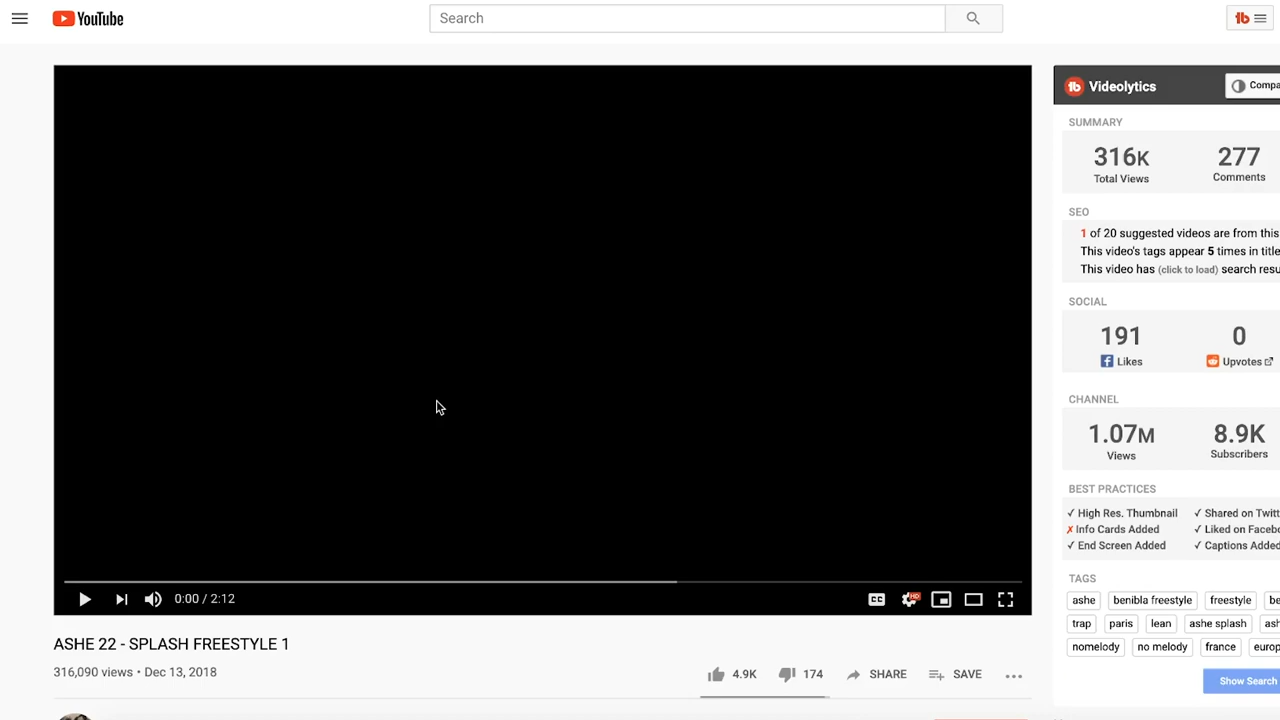 YouTube
Search
Videolytics
Compa
SUMMARY
316K
277
Total Views
Comments
SEO
1 of 20 suggested videos are from this
This video's tags appear 5 times in title
This video has (click to load) search resu
SOCIAL
191
0
Likes
Upvotes
CHANNEL
1.07M
8.9K
Views
Subscribers
BEST PRACTICES
✓ High Res. Thumbnail
✓ Shared on Twitt
✗ Info Cards Added
✓ Liked on Facebo
✓ End Screen Added
✓ Captions Added
TAGS
ashe benibla freestyle freestyle be
trap paris lean ashe splash ash
nomelody no melody france europ
Show Search
0:00 / 2:12
CC
HD
ASHE 22 - SPLASH FREESTYLE 1
316,090 views • Dec 13, 2018
4.9K 174 SHARE SAVE